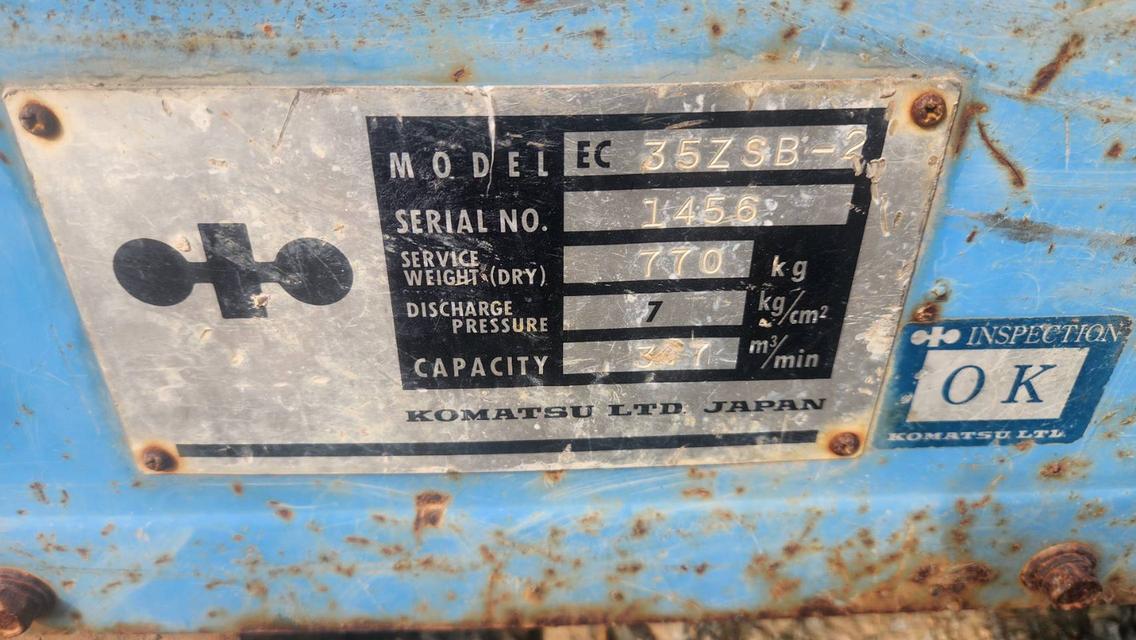 MODEL EC 35ZSB-2
SERIAL NO. 1456
SERVICE
WEIGHT (DRY) 770 kg
DISCHARGE
PRESSURE 7 kg/cm²
CAPACITY m³/min
KOMATSU LTD. JAPAN
INSPECTION
OK
KOMATSU LTD.